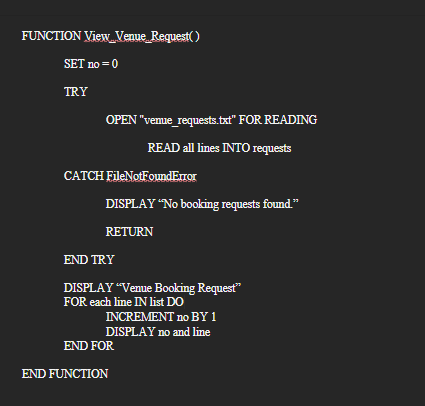 FUNCTION View_Venue_Request( )
SET no = 0
TRY
OPEN "venue_requests.txt" FOR READING
READ all lines INTO requests
CATCH FileNotFoundError
DISPLAY “No booking requests found.”
RETURN
END TRY
DISPLAY “Venue Booking Request”
FOR each line IN list DO
INCREMENT no BY 1
DISPLAY no and line
END FOR
END FUNCTION